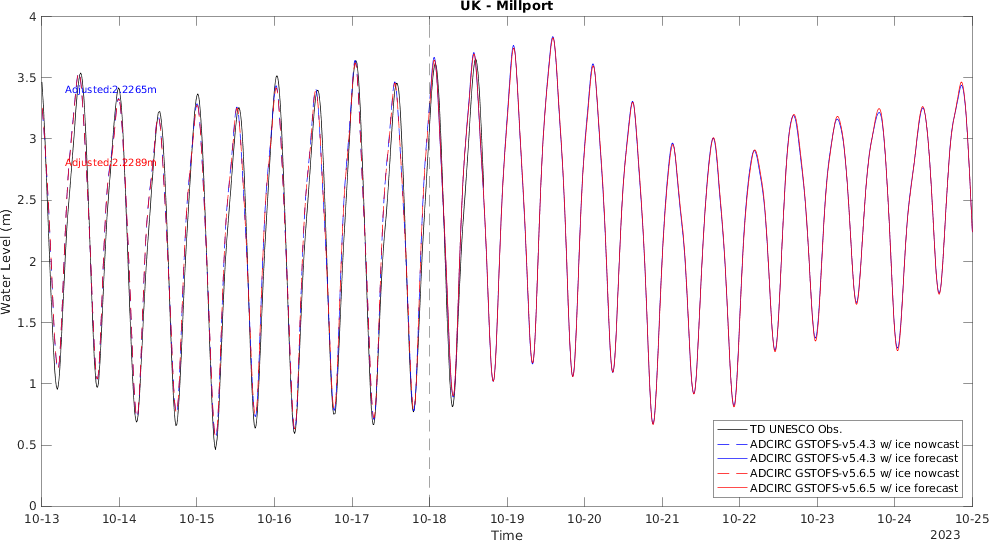 UK - Millport
4
3.5
3
2.5
2
1.5
1
0.5
0
Water Level (m)
Adjusted:2.2265m
Adjusted:2.2289m
TD UNESCO Obs.
ADCIRC GSTOFS-v5.4.3 w/ ice nowcast
ADCIRC GSTOFS-v5.4.3 w/ ice forecast
ADCIRC GSTOFS-v5.6.5 w/ ice nowcast
ADCIRC GSTOFS-v5.6.5 w/ ice forecast
10-13 10-14 10-15 10-16 10-17 10-18 10-19 10-20 10-21 10-22 10-23 10-24 10-25
Time
2023